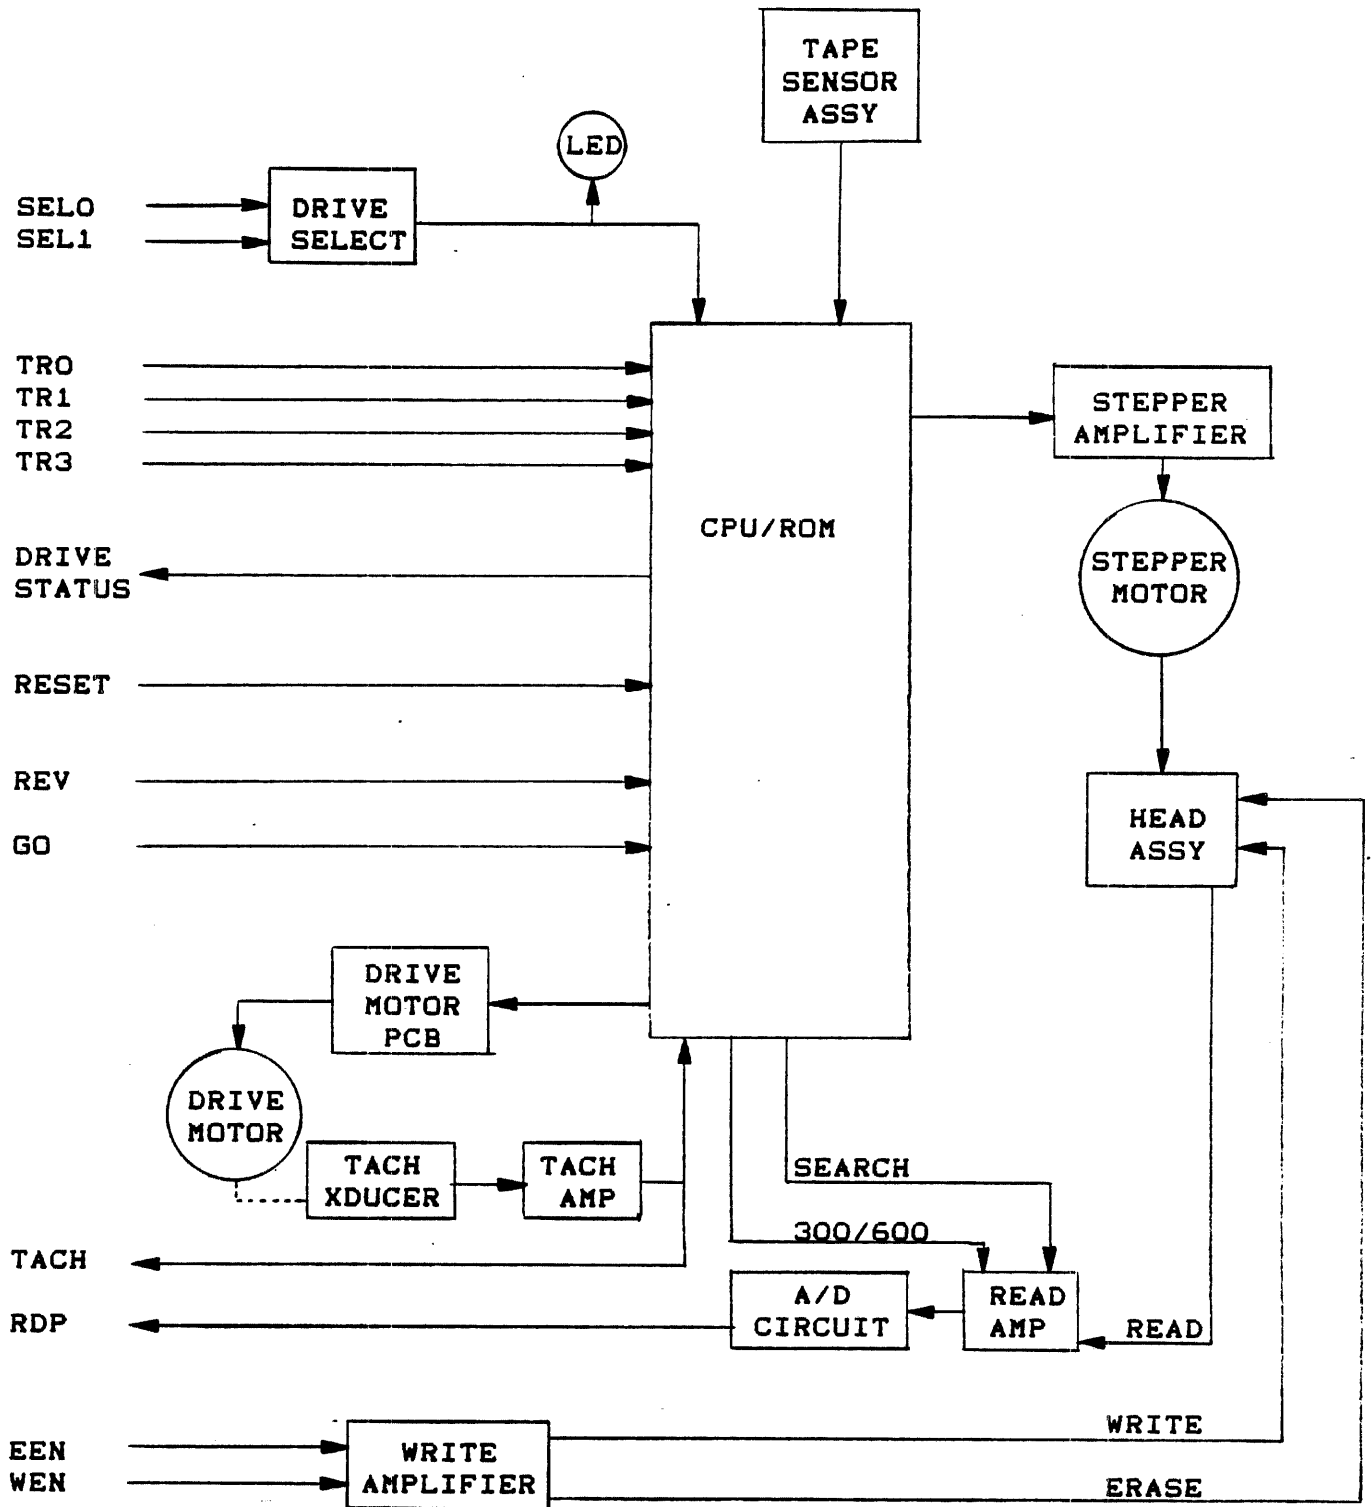 TAPE
SENSOR
ASSY
LED
SEL0
SEL1
DRIVE
SELECT
TR0
TR1
TR2
TR3
STEPPER
AMPLIFIER
CPU/ROM
DRIVE
STATUS
STEPPER
MOTOR
RESET
REV
GO
HEAD
ASSY
DRIVE
MOTOR
PCB
DRIVE
MOTOR
TACH
XDUCER
TACH
AMP
SEARCH
300/600
TACH
RDP
A/D
CIRCUIT
READ
AMP
READ
EEN
WEN
WRITE
AMPLIFIER
WRITE
ERASE